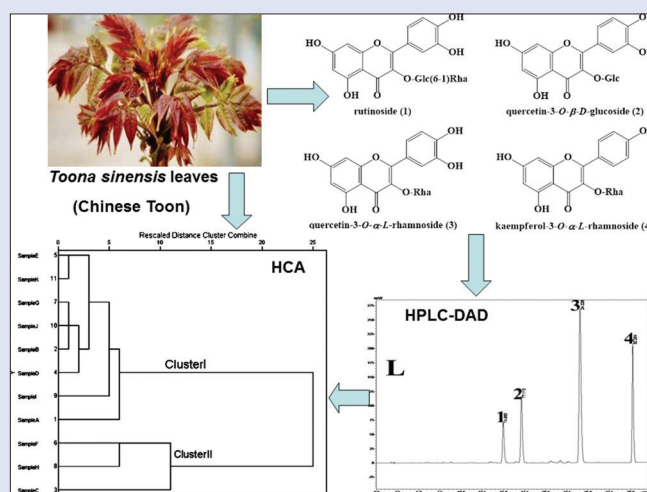 OH
OH
HO
O
O-Glc(6-1)Rha
OH
O
rutinoside (1)
HO
O
O-Glc
OH
O
quercetin-3-O-β-D-glucoside (2)
Toona sinensis leaves
(Chinese Toon)
OH
OH
HO
O
O-Rha
OH
O
quercetin-3-O-α-L-rhamnoside (3)
HO
O
O-Rha
OH
O
kaempferol-3-O-α-L-rhamnoside (4
Rescaled Distance Cluster Combine
0 5 10 15 20 25
HCA
SampleE 5
SampleK 11
SampleG 7
SampleJ 10
SampleB 2
SampleD 4
SampleI 9
SampleA 1
SampleF 6
SampleH 8
SampleC 3
ClusterI
ClusterII
HPLC-DAD
L
1
2
3
4